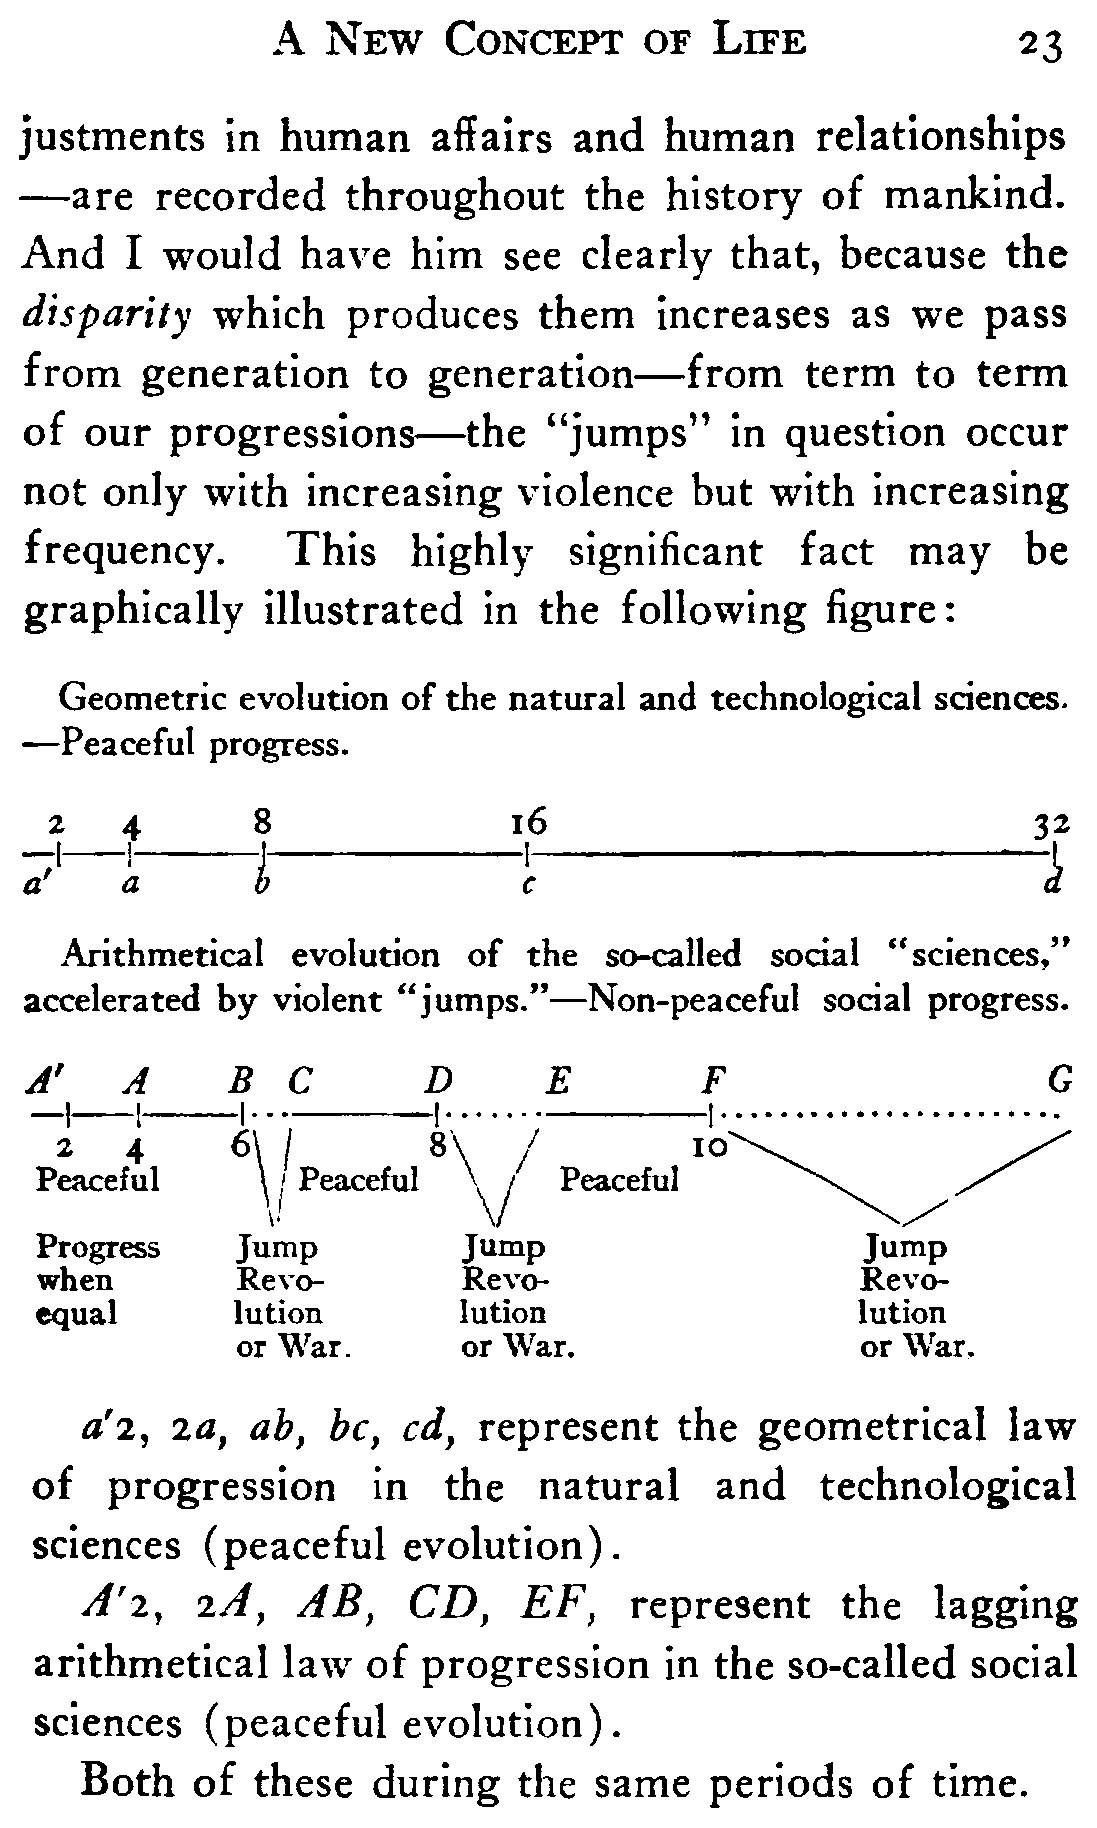 A New Concept of Life 23
justments in human affairs and human relationships
—are recorded throughout the history of mankind.
And I would have him see clearly that, because the
disparity which produces them increases as we pass
from generation to generation—from term to term
of our progressions—the “jumps” in question occur
not only with increasing violence but with increasing
frequency. This highly significant fact may be
graphically illustrated in the following figure:
Geometric evolution of the natural and technological sciences.
—Peaceful progress.
2 4 8 16 32
a' a b c d
Arithmetical evolution of the so-called social “sciences,”
accelerated by violent “jumps.”—Non-peaceful social progress.
A' A B C D E F G
2 4 6 8 10
Peaceful Peaceful Peaceful
Progress Jump Jump Jump
when Revo- Revo- Revo-
equal lution lution lution
or War. or War. or War.
a'2, 2a, ab, bc, cd, represent the geometrical law
of progression in the natural and technological
sciences (peaceful evolution).
A'2, 2A, AB, CD, EF, represent the lagging
arithmetical law of progression in the so-called social
sciences (peaceful evolution).
Both of these during the same periods of time.